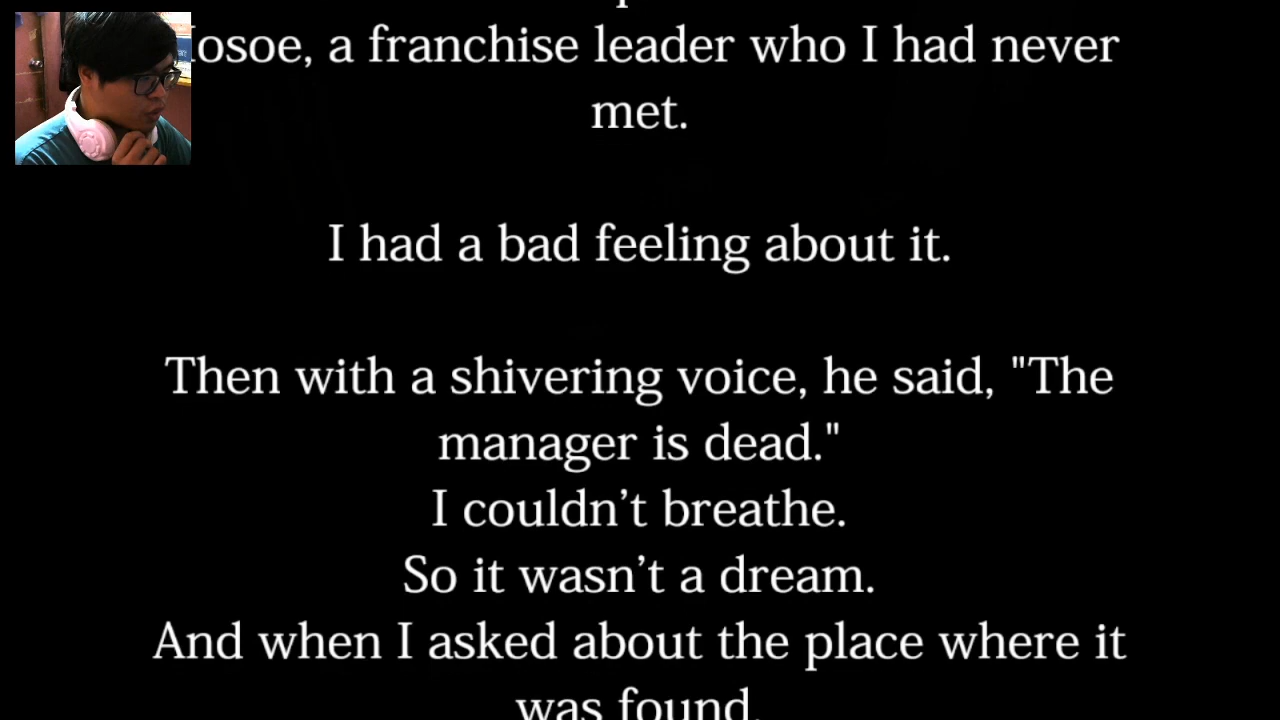 a franchise leader who I had never
met.
I had a bad feeling about it.
Then with a shivering voice, he said, "The
manager is dead."
I couldn’t breathe.
So it wasn’t a dream.
And when I asked about the place where it
was found,